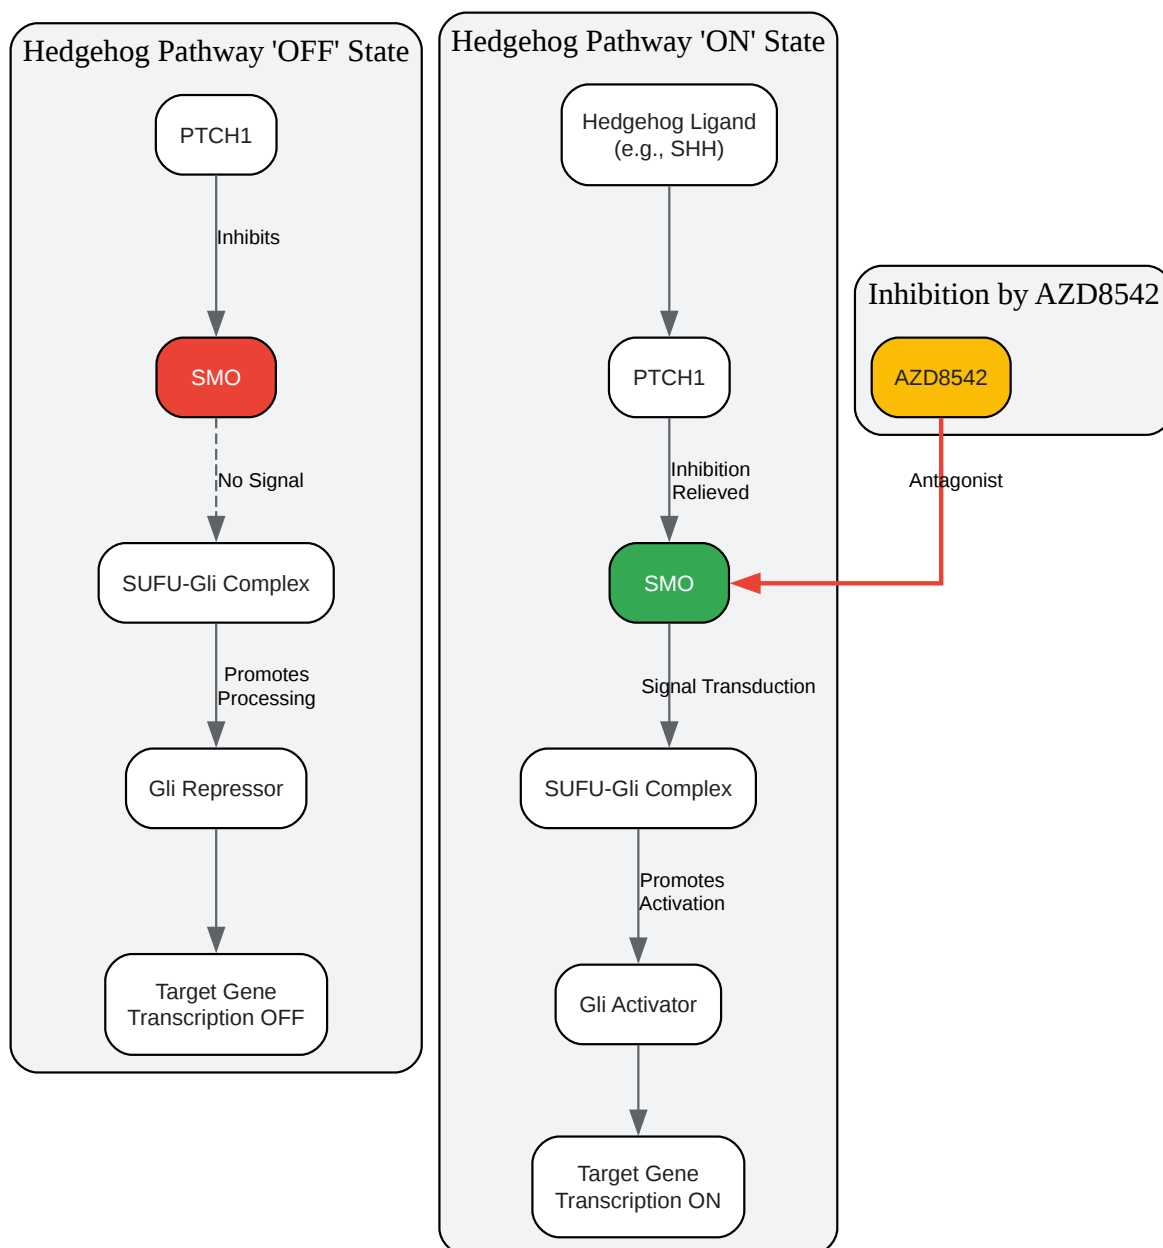 Hedgehog Pathway 'OFF' State
PTCH1
Inhibits
SMO
No Signal
SUFU-Gli Complex
Promotes
Processing
Gli Repressor
Target Gene
Transcription OFF
Hedgehog Pathway 'ON' State
Hedgehog Ligand
(e.g., SHH)
PTCH1
Inhibition
Relieved
SMO
Signal Transduction
SUFU-Gli Complex
Promotes
Activation
Gli Activator
Target Gene
Transcription ON
Inhibition by AZD8542
AZD8542
Antagonist